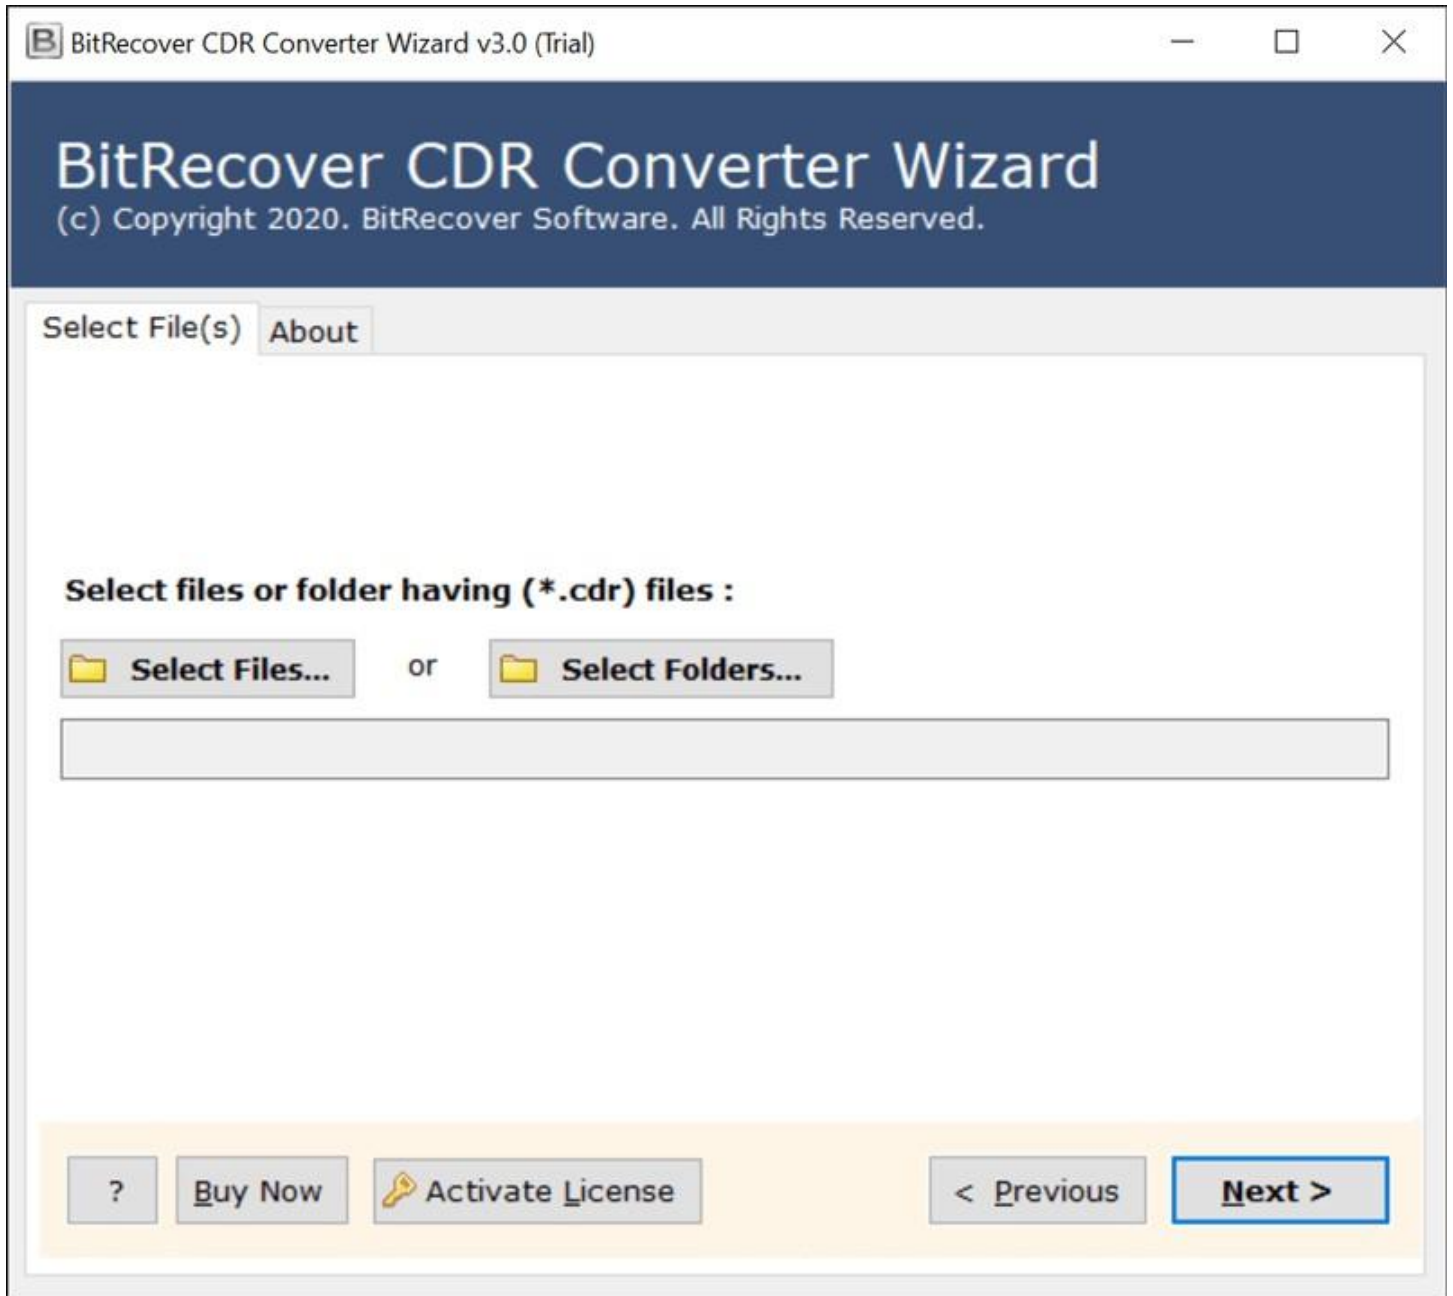 BitRecover CDR Converter Wizard v3.0 (Trial)
BitRecover CDR Converter Wizard
(c) Copyright 2020. BitRecover Software. All Rights Reserved.
Select File(s) About
Select files or folder having (*.cdr) files :
Select Files... or Select Folders...
? Buy Now Activate License < Previous Next >